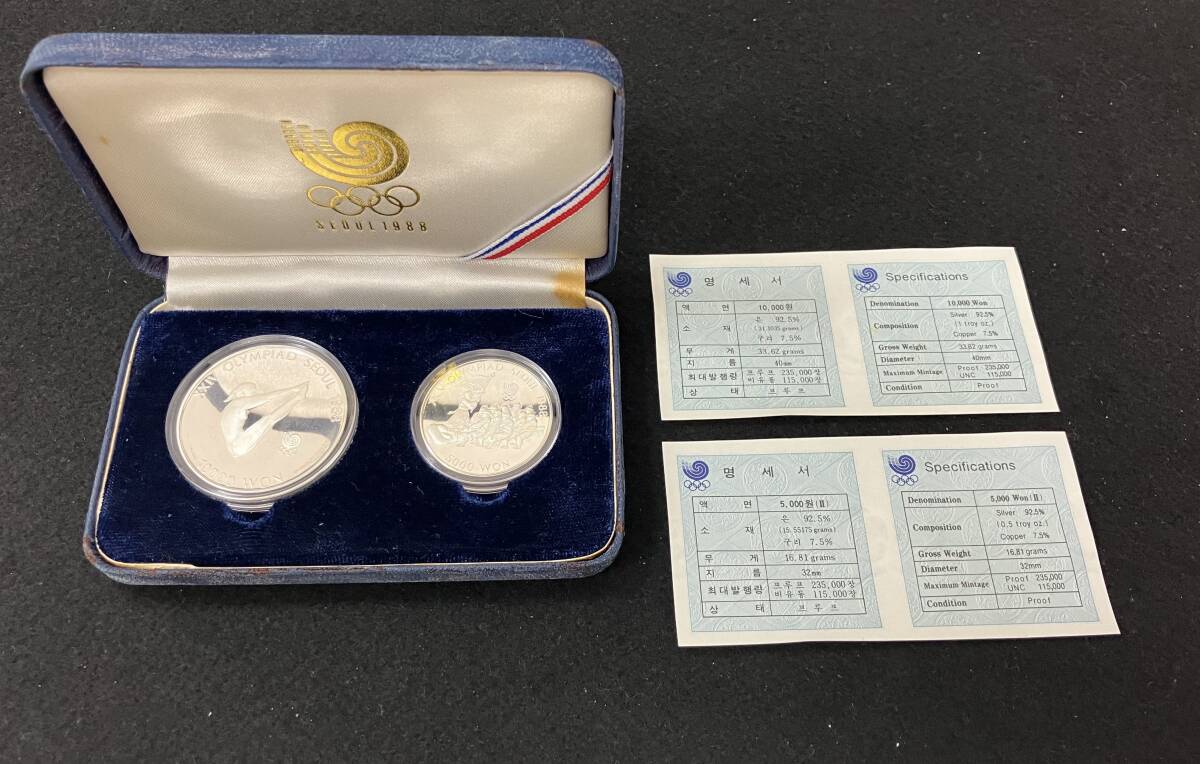 SEOUL 1988
10000 WON
5000 WON
명 세 서
액 면 10,000원
소 재 은 92.5%
(31.1035 grams)
구리 7.5%
무 게 33.62 grams
지 름 40mm
최대발행량 프루프 235,000장
비유통 115,000장
상 태 프루프
Specifications
Denomination 10,000 Won
Composition Silver 92.5%
(1 troy oz.)
Copper 7.5%
Gross Weight 33.62 grams
Diameter 40mm
Maximum Mintage Proof 235,000
UNC 115,000
Condition Proof
명 세 서
액 면 5,000원(II)
소 재 은 92.5%
(15.55175 grams)
구리 7.5%
무 게 16.81 grams
지 름 32mm
최대발행량 프루프 235,000장
비유통 115,000장
상 태 프루프
Specifications
Denomination 5,000 Won(II)
Composition Silver 92.5%
(0.5 troy oz.)
Copper 7.5%
Gross Weight 16.81 grams
Diameter 32mm
Maximum Mintage Proof 235,000
UNC 115,000
Condition Proof